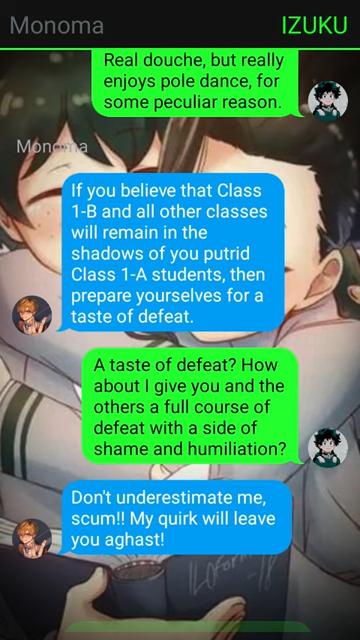 Monoma
IZUKU
Real douche, but really
enjoys pole dance, for
some peculiar reason.
Monoma
If you believe that Class
1-B and all other classes
will remain in the
shadows of you putrid
Class 1-A students, then
prepare yourselves for a
taste of defeat.
A taste of defeat? How
about I give you and the
others a full course of
defeat with a side of
shame and humiliation?
Don't underestimate me,
scum!! My quirk will leave
you aghast!